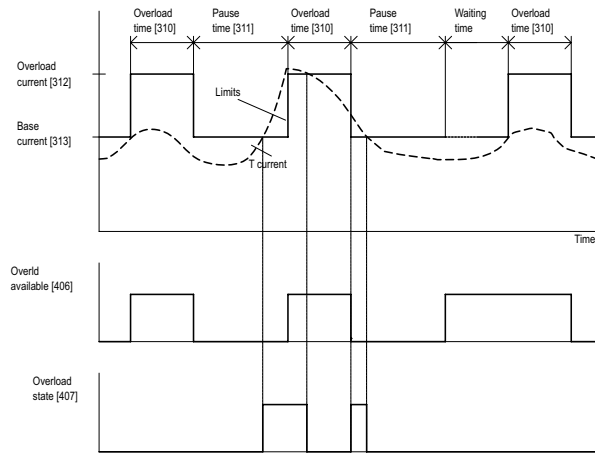 Overload
time [310]
Pause
time [311]
Overload
time [310]
Pause
time [311]
Waiting
time
Overload
time [310]
Overload
current [312]
Limits
Base
current [313]
T current
Time
Overld
available [406]
Overload
state [407]